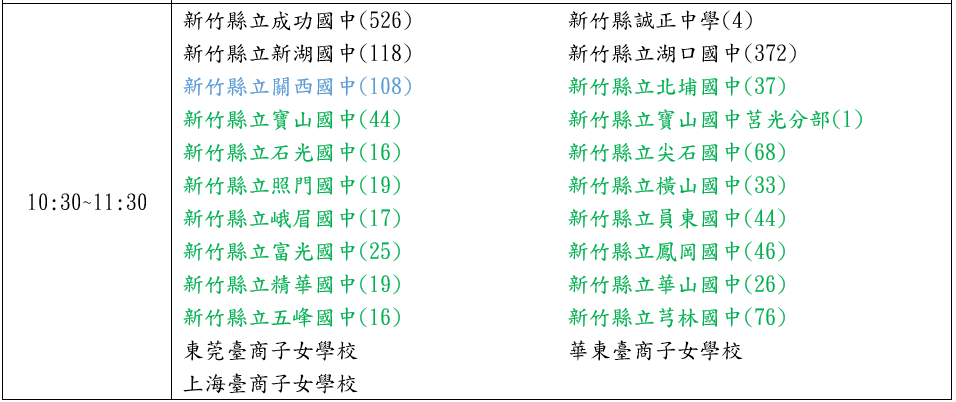 10:30~11:30
新竹縣立成功國中(526) 新竹縣誠正中學(4)
新竹縣立新湖國中(118) 新竹縣立湖口國中(372)
新竹縣立關西國中(108) 新竹縣立北埔國中(37)
新竹縣立寶山國中(44) 新竹縣立寶山國中莒光分部(1)
新竹縣立石光國中(16) 新竹縣立尖石國中(68)
新竹縣立照門國中(19) 新竹縣立橫山國中(33)
新竹縣立峨眉國中(17) 新竹縣立員東國中(44)
新竹縣立富光國中(25) 新竹縣立鳳岡國中(46)
新竹縣立精華國中(19) 新竹縣立華山國中(26)
新竹縣立五峰國中(16) 新竹縣立芎林國中(76)
東莞臺商子女學校 華東臺商子女學校
上海臺商子女學校